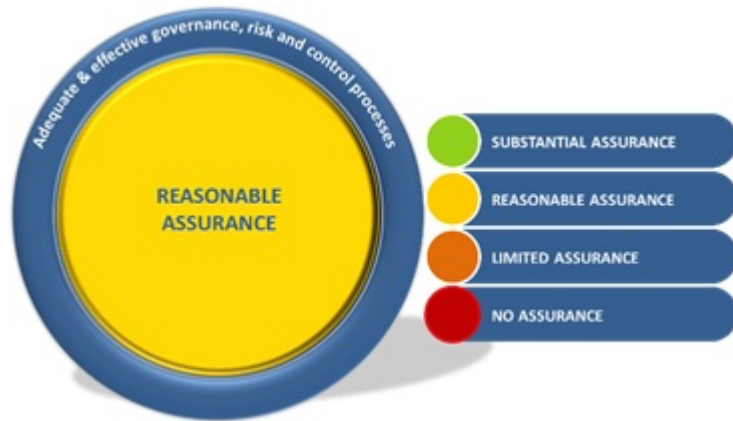 Adequate & effective governance, risk and control processes
REASONABLE
ASSURANCE
SUBSTANTIAL ASSURANCE
REASONABLE ASSURANCE
LIMITED ASSURANCE
NO ASSURANCE